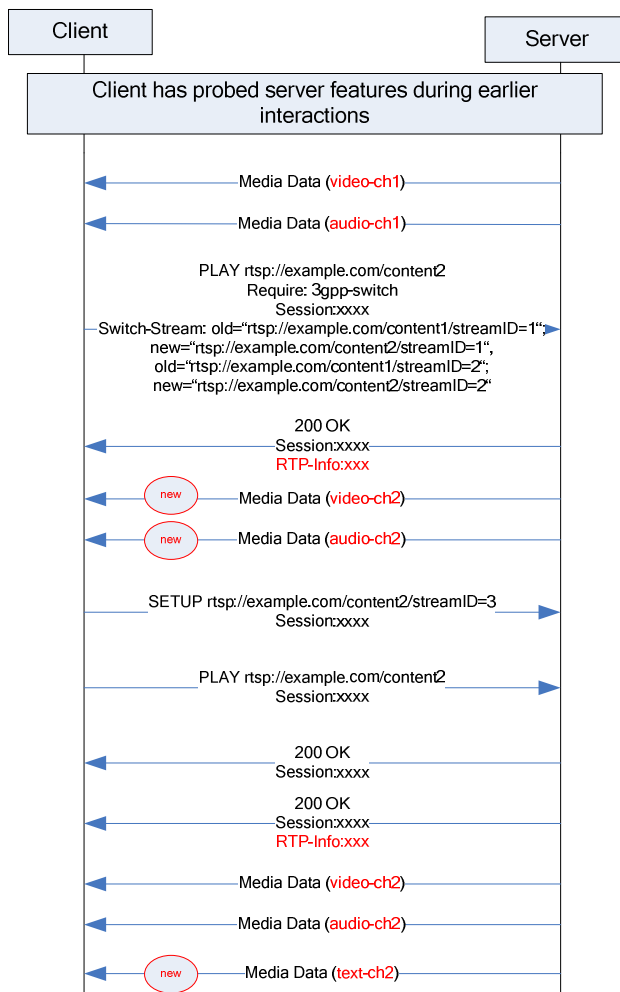 Client
Server
Client has probed server features during earlier
interactions
Media Data (video-ch1)
Media Data (audio-ch1)
PLAY rtsp://example.com/content2
Require: 3gpp-switch
Session:xxxx
Switch-Stream: old=“rtsp://example.com/content1/streamID=1“;
new=“rtsp://example.com/content2/streamID=1“,
old=“rtsp://example.com/content1/streamID=2“;
new=“rtsp://example.com/content2/streamID=2“
200 OK
Session:xxxx
RTP-Info:xxx
new
Media Data (video-ch2)
new
Media Data (audio-ch2)
SETUP rtsp://example.com/content2/streamID=3
Session:xxxx
PLAY rtsp://example.com/content2
Session:xxxx
200 OK
Session:xxxx
200 OK
Session:xxxx
RTP-Info:xxx
Media Data (video-ch2)
Media Data (audio-ch2)
new
Media Data (text-ch2)